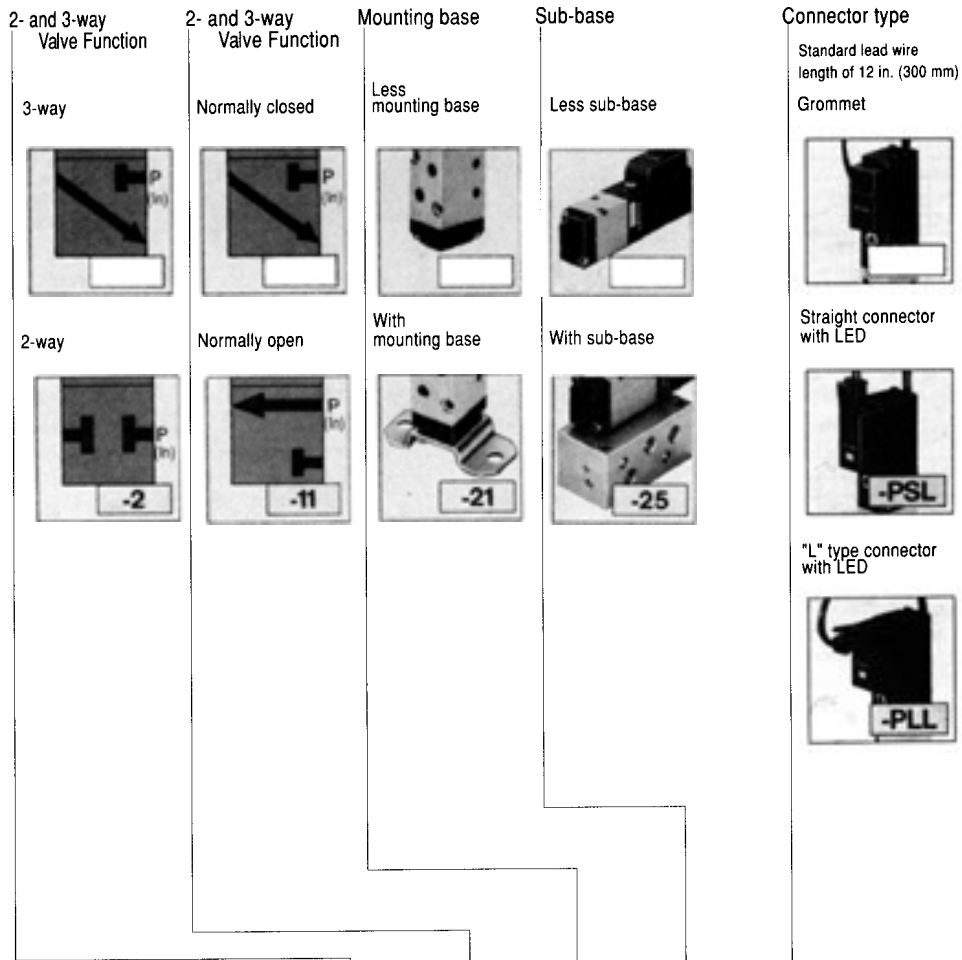 2- and 3-way
Valve Function
3-way
P
(In)
2-way
P
(In)
-2
2- and 3-way
Valve Function
Normally closed
P
(In)
Normally open
P
(In)
-11
Mounting base
Less
mounting base
With
mounting base
-21
Sub-base
Less sub-base
With sub-base
-25
Connector type
Standard lead wire
length of 12 in. (300 mm)
Grommet
Straight connector
with LED
-PSL
"L" type connector
with LED
-PLL